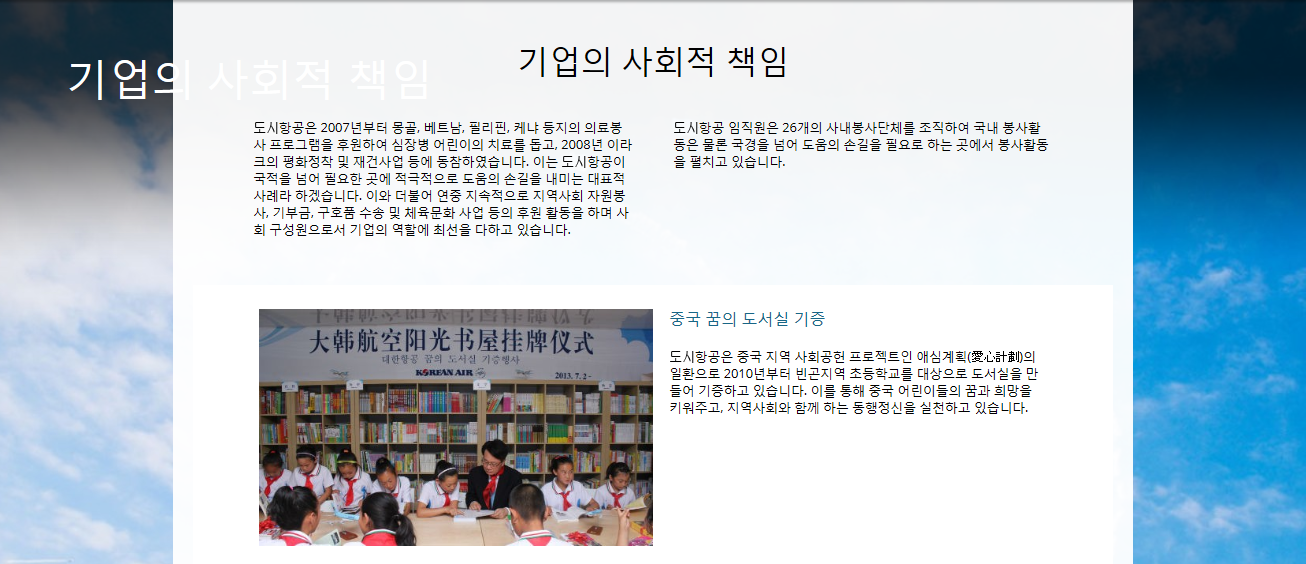 기업의 사회적 책임
기업의 사회적 책임
도시항공은 2007년부터 몽골, 베트남, 필리핀, 케냐 등지의 의료봉
사 프로그램을 후원하여 심장병 어린이의 치료를 돕고, 2008년 이라
크의 평화정착 및 재건사업 등에 동참하였습니다. 이는 도시항공이
국적을 넘어 필요한 곳에 적극적으로 도움의 손길을 내미는 대표적
사례라 하겠습니다. 이와 더불어 연중 지속적으로 지역사회 자원봉
사, 기부금, 구호품 수송 및 체육문화 사업 등의 후원 활동을 하며 사
회 구성원으로서 기업의 역할에 최선을 다하고 있습니다.
도시항공 임직원은 26개의 사내봉사단체를 조직하여 국내 봉사활
동은 물론 국경을 넘어 도움의 손길을 필요로 하는 곳에서 봉사활동
을 펼치고 있습니다.
大韩航空阳光书屋挂牌仪式
대한항공 꿈의 도서실 기증행사
KOREAN AIR
2013. 7. 2~
중국 꿈의 도서실 기증
도시항공은 중국 지역 사회공헌 프로젝트인 애심계획(愛心計劃)의
일환으로 2010년부터 빈곤지역 초등학교를 대상으로 도서실을 만
들어 기증하고 있습니다. 이를 통해 중국 어린이들의 꿈과 희망을
키워주고, 지역사회와 함께 하는 동행정신을 실천하고 있습니다.